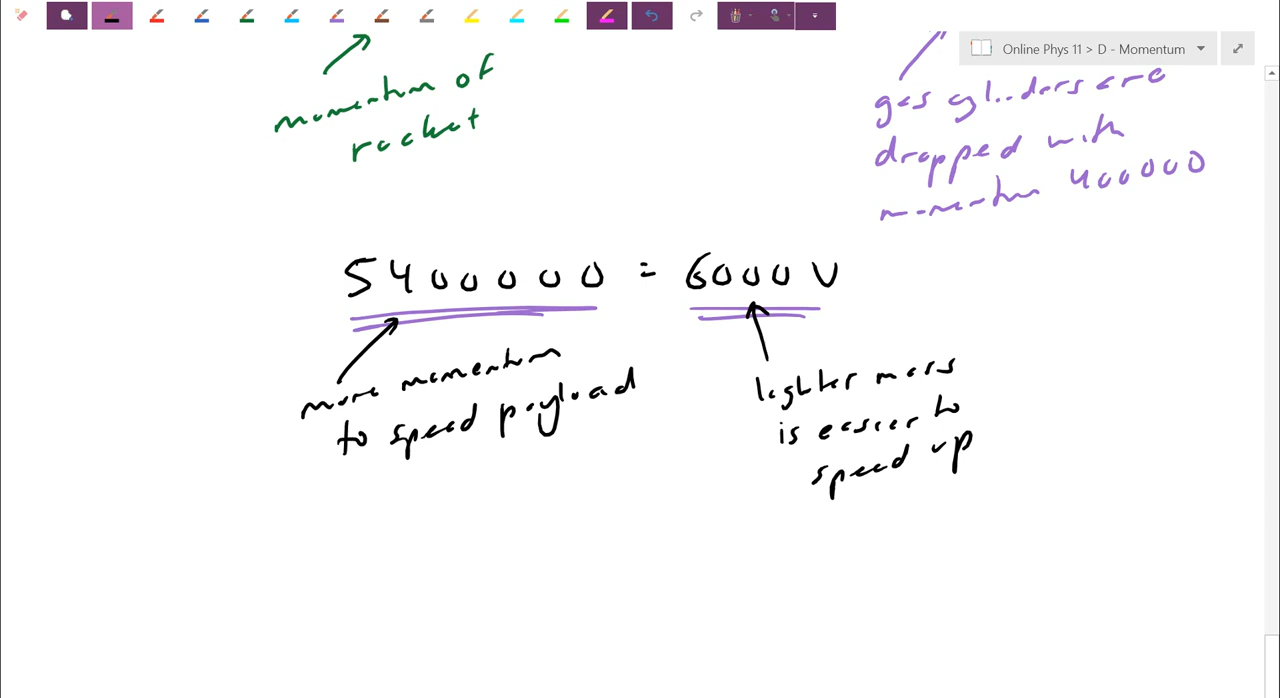 Online Phys 11 > D - Momentum
momentum of
rocket
gas cylinders are
dropped with
momentum 400000
5400000 = 6000 v
more momentum
to speed payload
lighter mass
is easier to
speed up